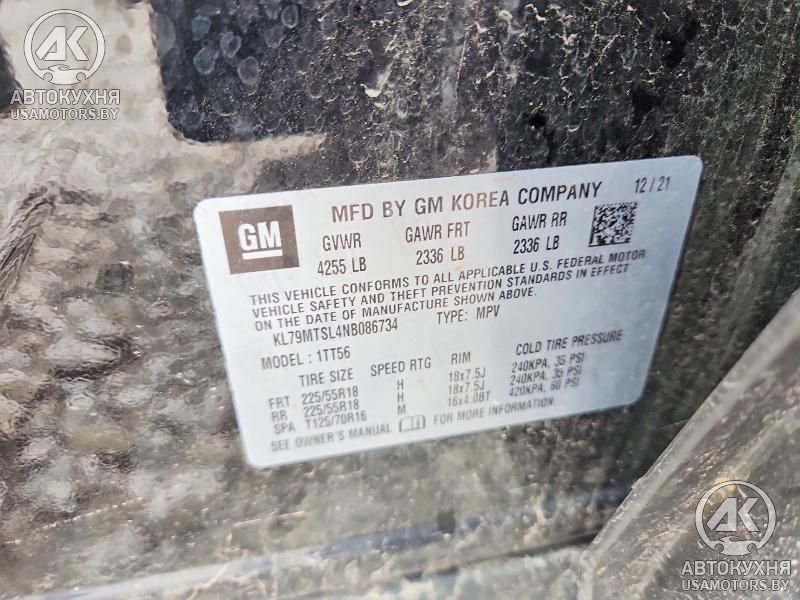 AK
АВТОКУХНЯ
USAMOTORS.BY
GM
MFD BY GM KOREA COMPANY 12/21
GVWR GAWR FRT GAWR RR
4255 LB 2336 LB 2336 LB
THIS VEHICLE CONFORMS TO ALL APPLICABLE U.S. FEDERAL MOTOR
VEHICLE SAFETY AND THEFT PREVENTION STANDARDS IN EFFECT
ON THE DATE OF MANUFACTURE SHOWN ABOVE.
KL79MTSL4NB086734 TYPE: MPV
MODEL: 1TT56
TIRE SIZE SPEED RTG RIM COLD TIRE PRESSURE
FRT 225/55R18 H 18x7.5J 240KPA, 35 PSI
RR 225/55R18 H 18x7.5J 240KPA, 35 PSI
SPA T125/70R16 M 16x4.0BT 420KPA, 60 PSI
SEE OWNER'S MANUAL FOR MORE INFORMATION.
AK
АВТОКУХНЯ
USAMOTORS.BY